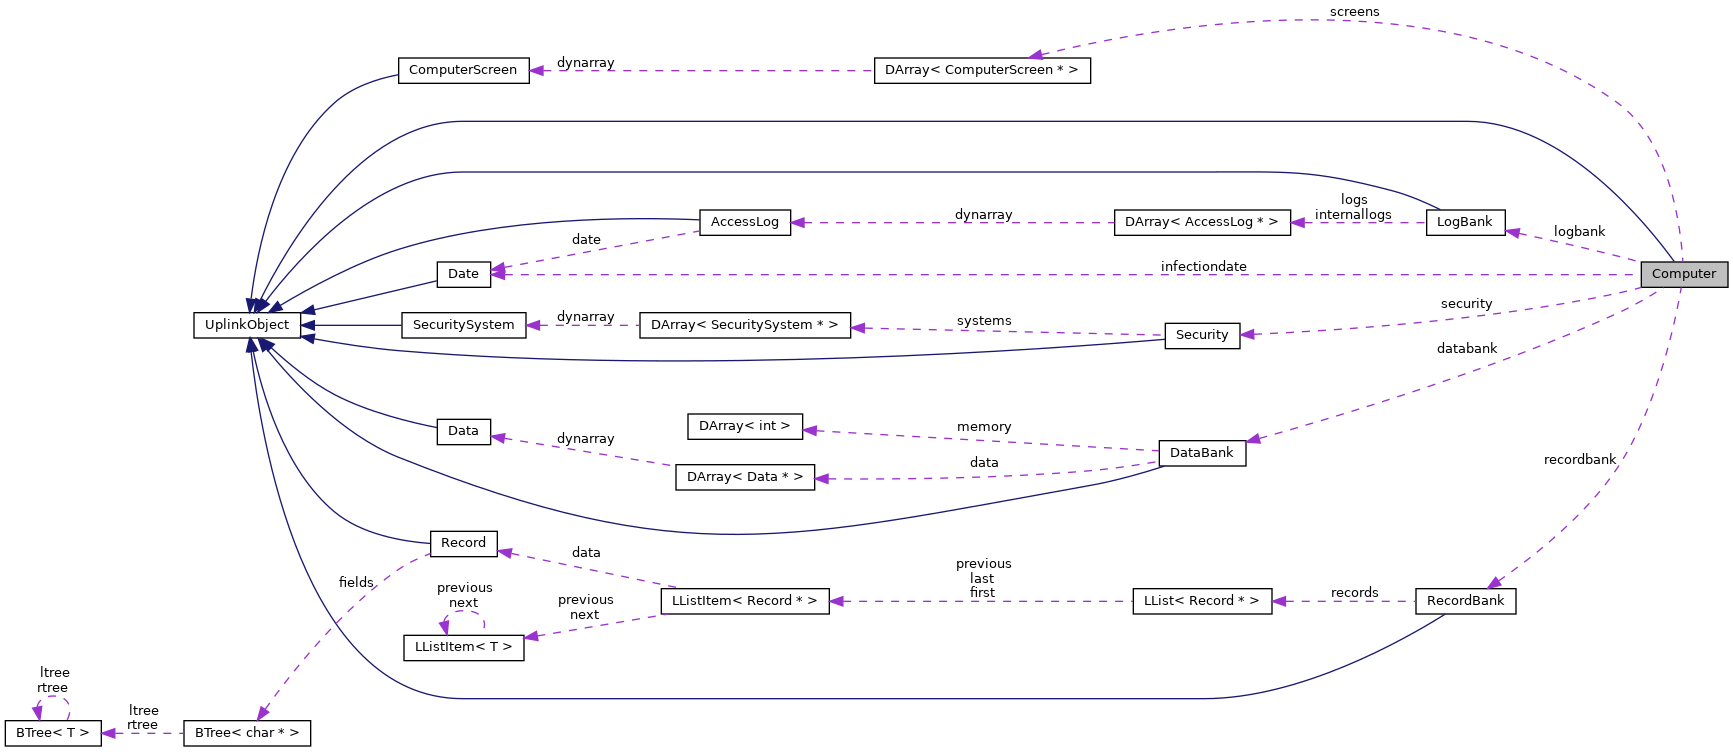 screens
ComputerScreen
dynarray
DArray< ComputerScreen * >
AccessLog
dynarray
DArray< AccessLog * >
logs
internallogs
LogBank
logbank
date
Date
infectiondate
Computer
UplinkObject
SecuritySystem
dynarray
DArray< SecuritySystem * >
systems
Security
security
databank
Data
dynarray
DArray< int >
memory
DataBank
data
DArray< Data * >
recordbank
Record
data
fields
previous
next
LListItem< T >
previous
next
LListItem< Record * >
previous
last
first
LList< Record * >
records
RecordBank
ltree
rtree
BTree< T >
ltree
rtree
BTree< char * >